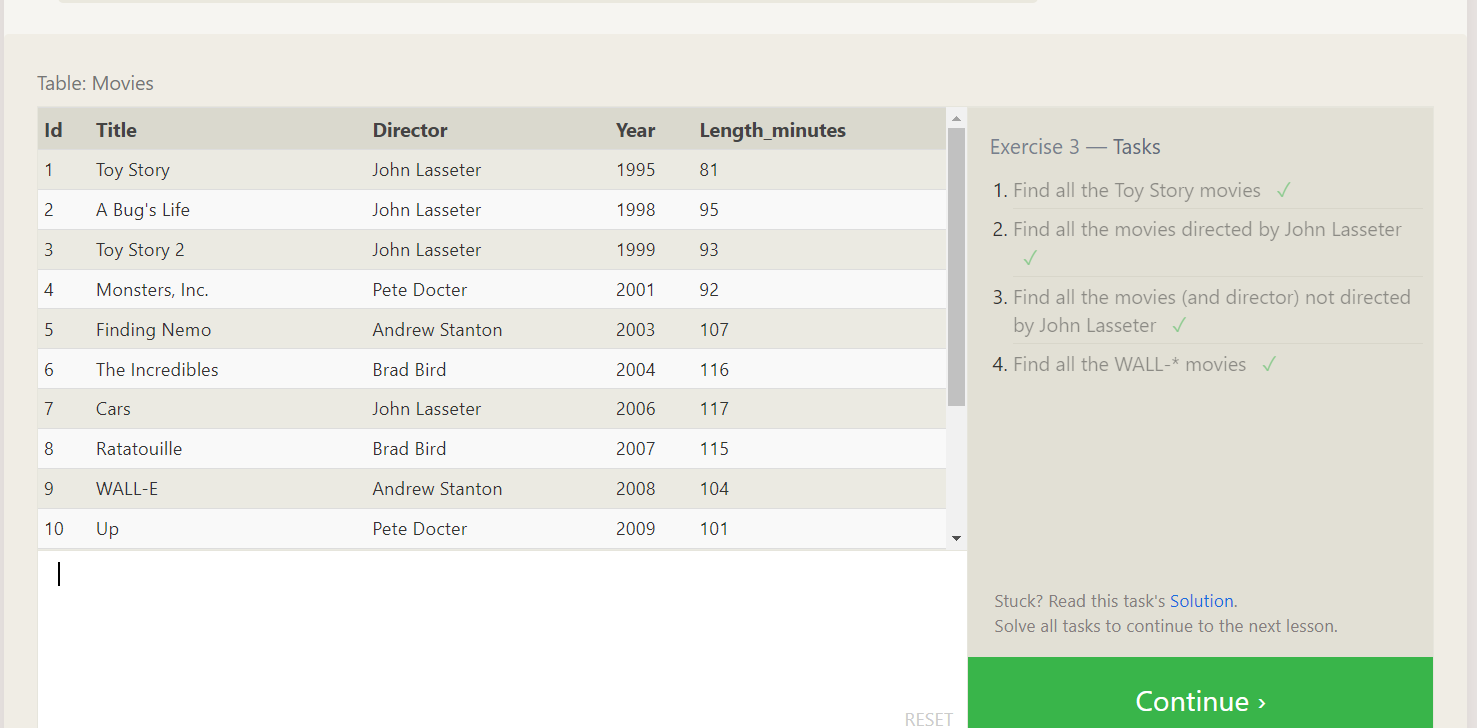 Table: Movies
Id Title Director Year Length_minutes
1 Toy Story John Lasseter 1995 81
2 A Bug's Life John Lasseter 1998 95
3 Toy Story 2 John Lasseter 1999 93
4 Monsters, Inc. Pete Docter 2001 92
5 Finding Nemo Andrew Stanton 2003 107
6 The Incredibles Brad Bird 2004 116
7 Cars John Lasseter 2006 117
8 Ratatouille Brad Bird 2007 115
9 WALL-E Andrew Stanton 2008 104
10 Up Pete Docter 2009 101
RESET
Exercise 3 — Tasks
1. Find all the Toy Story movies ✓
2. Find all the movies directed by John Lasseter
✓
3. Find all the movies (and director) not directed
by John Lasseter ✓
4. Find all the WALL-* movies ✓
Stuck? Read this task's Solution.
Solve all tasks to continue to the next lesson.
Continue ›